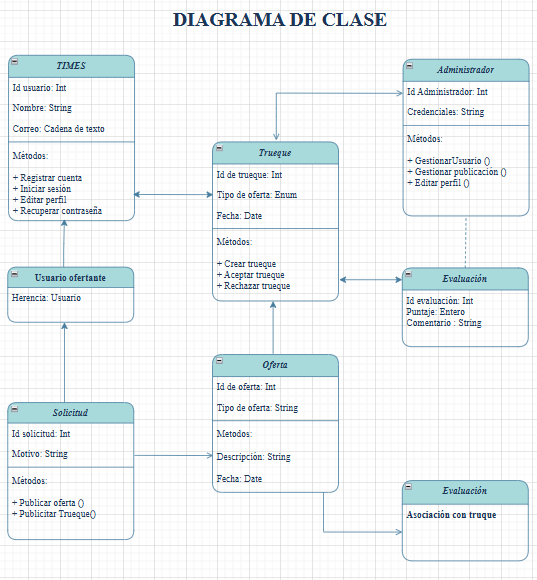 DIAGRAMA DE CLASE
TIMES
Id usuario: Int
Nombre: String
Correo: Cadena de texto
Métodos:
+ Registrar cuenta
+ Iniciar sesión
+ Editar perfil
+ Recuperar contraseña
Administrador
Id Administrador: Int
Credenciales: String
Métodos:
+ GestionarUsuario ()
+ Gestionar publicación ()
+ Editar perfil ()
Trueque
Id de trueque: Int
Tipo de oferta: Enum
Fecha: Date
Métodos:
+ Crear trueque
+ Aceptar trueque
+ Rechazar trueque
Usuario ofertante
Herencia: Usuario
Evaluación
Id evaluación: Int
Puntaje: Entero
Comentario : String
Oferta
Id de oferta: Int
Tipo de oferta: String
Metodos:
Descripción: String
Fecha: Date
Solicitud
Id solicitud: Int
Motivo: String
Métodos:
+ Publicar oferta ()
+ Publicitar Trueque()
Evaluación
Asociación con truque